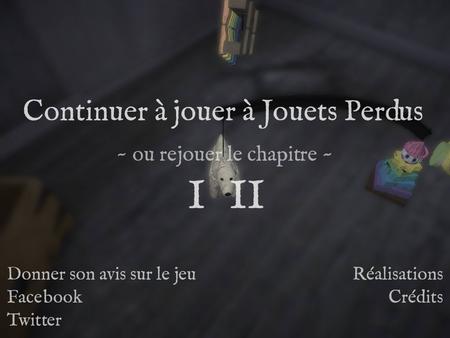 Continuer à jouer à Jouets Perdus
~ ou rejouer le chapitre ~
I II
Donner son avis sur le jeu
Réalisations
Facebook
Crédits
Twitter